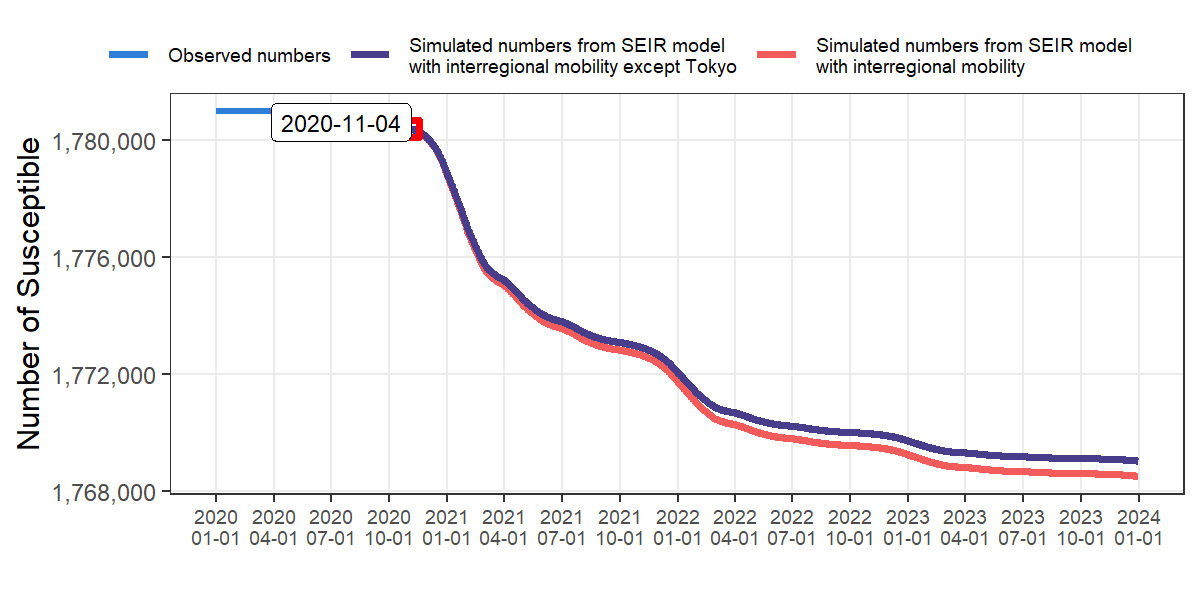 Observed numbers
Simulated numbers from SEIR model
with interregional mobility except Tokyo
Simulated numbers from SEIR model
with interregional mobility
Number of Susceptible
1,780,000
1,776,000
1,772,000
1,768,000
2020-11-04
2020 2020 2020 2020 2021 2021 2021 2021 2022 2022 2022 2022 2023 2023 2023 2023 2024
01-01 04-01 07-01 10-01 01-01 04-01 07-01 10-01 01-01 04-01 07-01 10-01 01-01 04-01 07-01 10-01 01-01